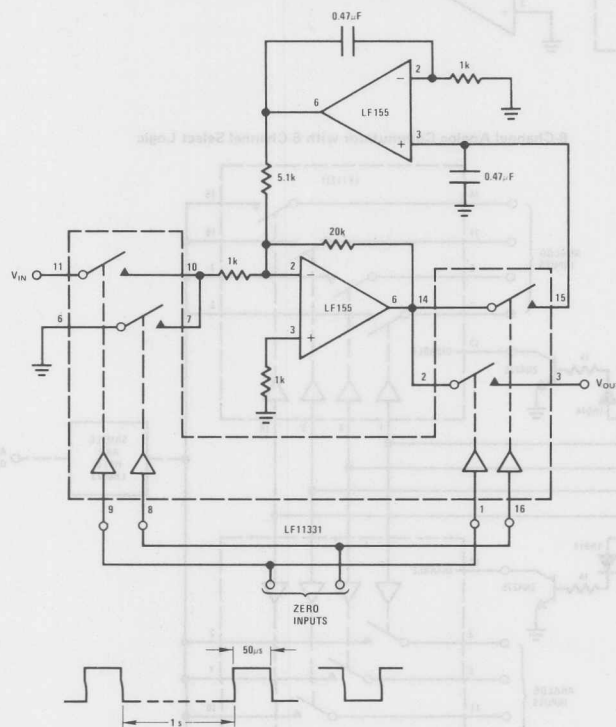 0.47μF
2
1k
6
LF155
3
0.47μF
5.1k
20k
VIN
11
10
1k
2
6
14
15
6
7
LF155
3
2
3
VOUT
1k
9
8
1
16
LF11331
ZERO
INPUTS
50μs
1 s
8-Channel Analog Commutator with 6-Channel Select Logic